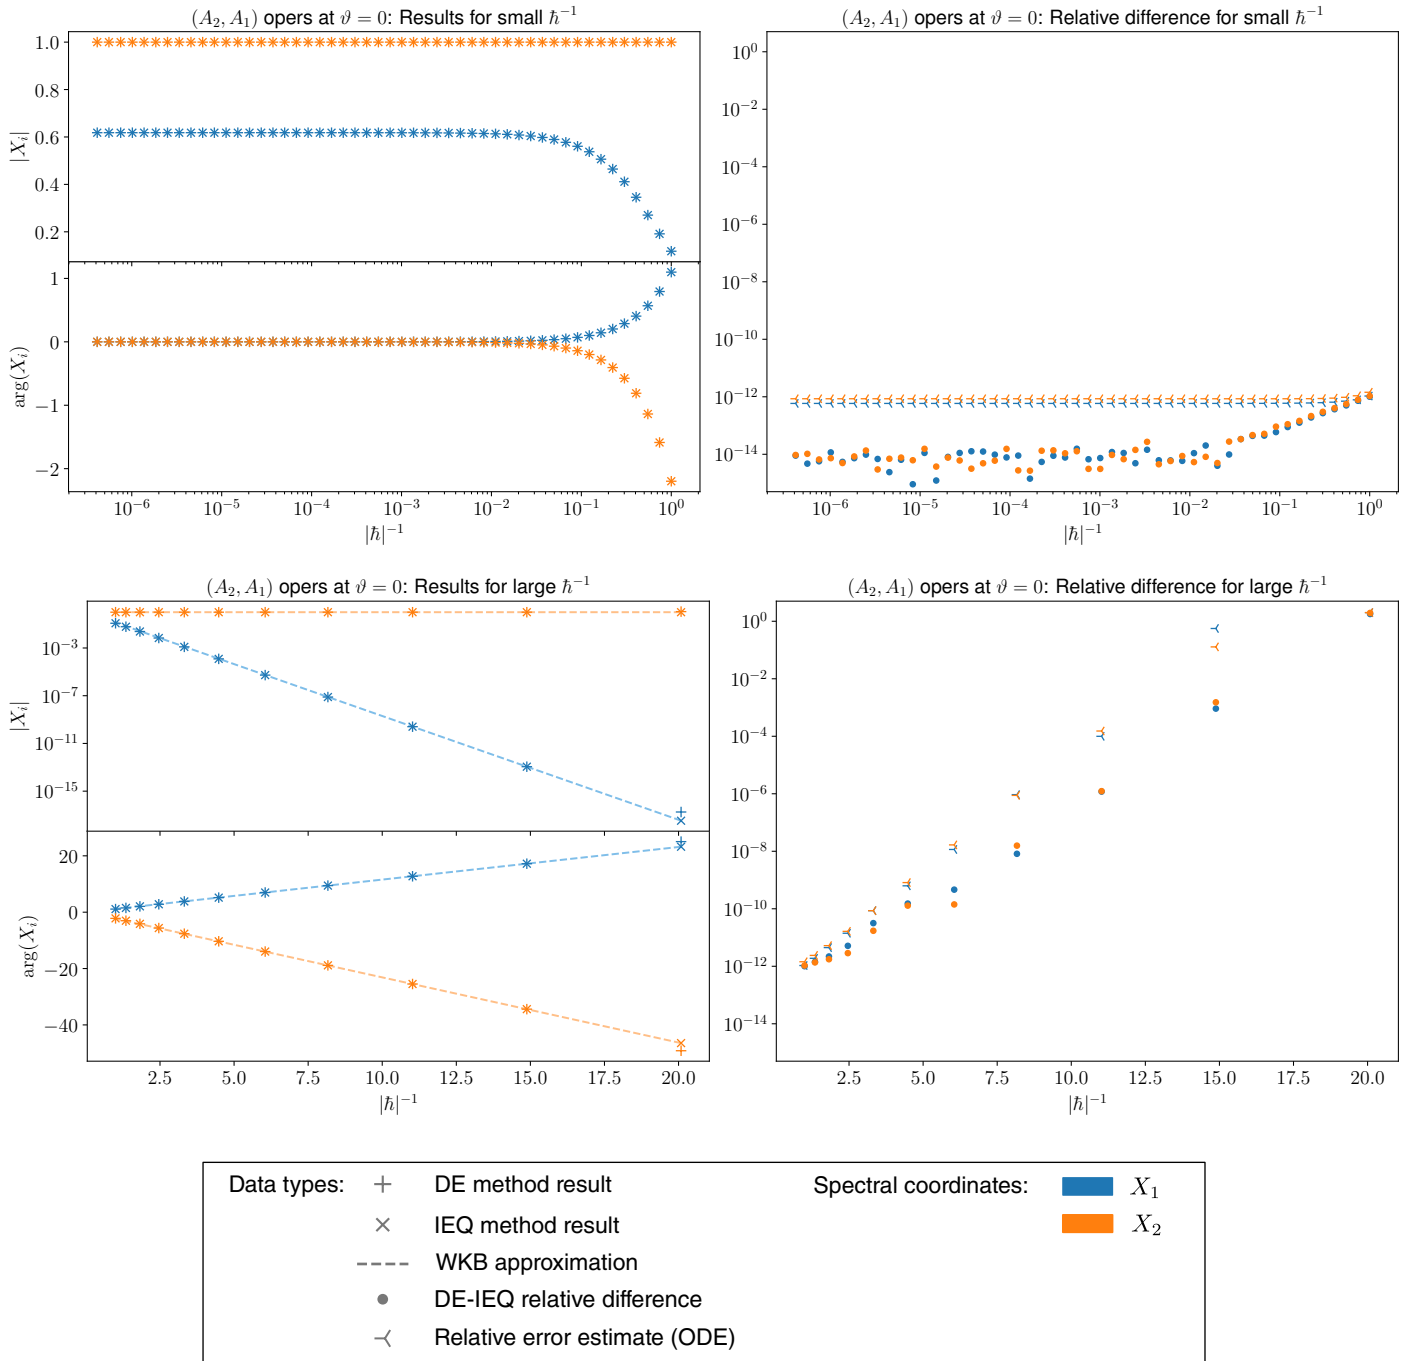 (A₂, A₁) opers at ϑ = 0: Results for small ℏ⁻¹
1.0
0.8
0.6
0.4
0.2
|Xᵢ|
1
0
−1
−2
arg(Xᵢ)
10⁻⁶ 10⁻⁵ 10⁻⁴ 10⁻³ 10⁻² 10⁻¹ 10⁰
|ℏ|⁻¹
(A₂, A₁) opers at ϑ = 0: Relative difference for small ℏ⁻¹
10⁰
10⁻²
10⁻⁴
10⁻⁶
10⁻⁸
10⁻¹⁰
10⁻¹²
10⁻¹⁴
10⁻⁶ 10⁻⁵ 10⁻⁴ 10⁻³ 10⁻² 10⁻¹ 10⁰
|ℏ|⁻¹
(A₂, A₁) opers at ϑ = 0: Results for large ℏ⁻¹
10⁻³
10⁻⁷
10⁻¹¹
10⁻¹⁵
|Xᵢ|
20
0
−20
−40
arg(Xᵢ)
2.5 5.0 7.5 10.0 12.5 15.0 17.5 20.0
|ℏ|⁻¹
(A₂, A₁) opers at ϑ = 0: Relative difference for large ℏ⁻¹
10⁰
10⁻²
10⁻⁴
10⁻⁶
10⁻⁸
10⁻¹⁰
10⁻¹²
10⁻¹⁴
2.5 5.0 7.5 10.0 12.5 15.0 17.5 20.0
|ℏ|⁻¹
Data types:
DE method result
IEQ method result
WKB approximation
DE-IEQ relative difference
Relative error estimate (ODE)
Spectral coordinates:
X₁
X₂